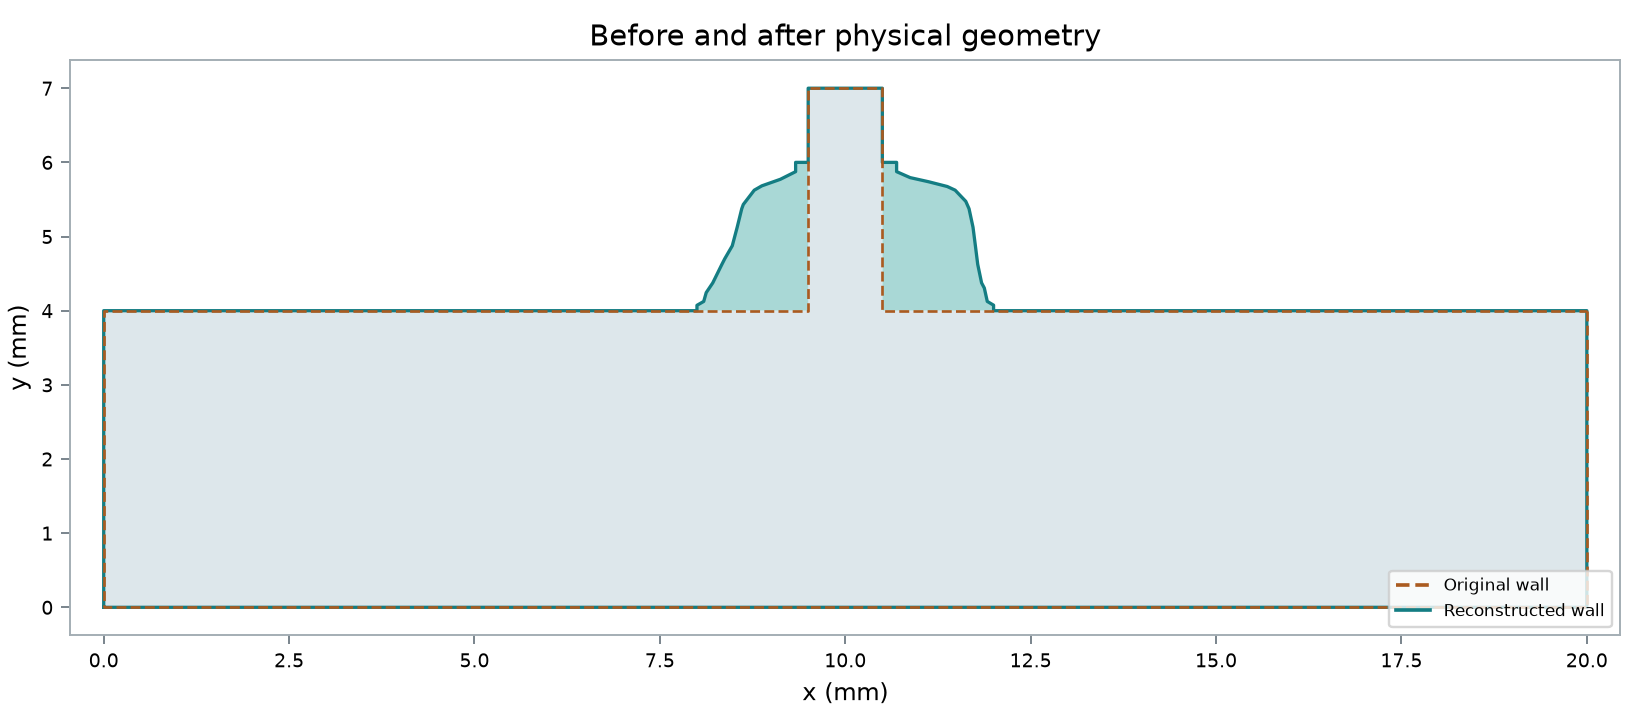 Before and after physical geometry
y (mm)
7
6
5
4
3
2
1
0
0.0 2.5 5.0 7.5 10.0 12.5 15.0 17.5 20.0
x (mm)
Original wall
Reconstructed wall